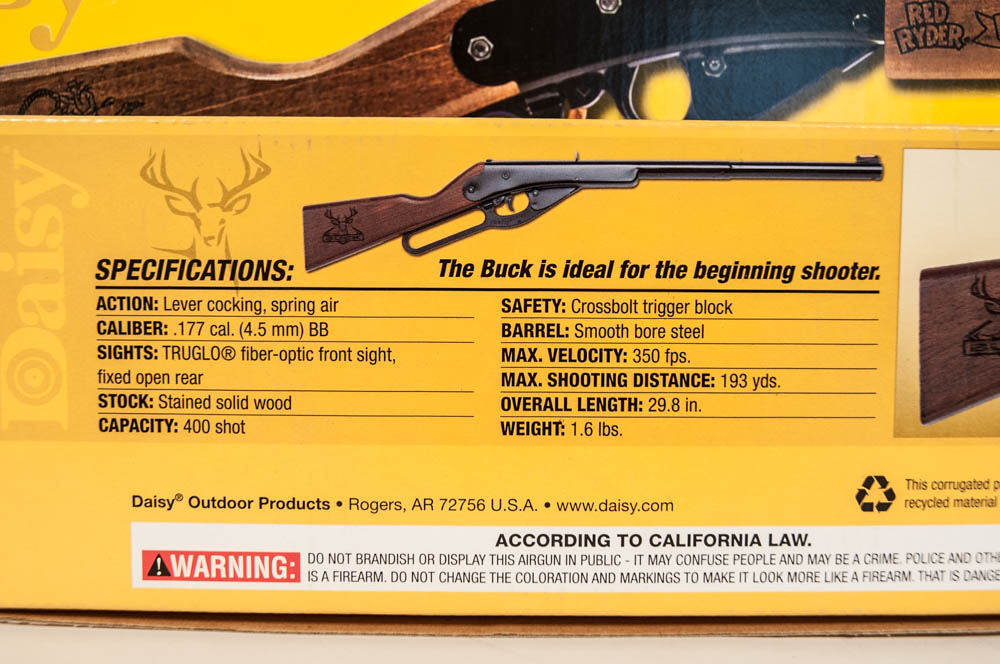 RED
RYDER
Daisy
SPECIFICATIONS:
The Buck is ideal for the beginning shooter.
ACTION: Lever cocking, spring air
CALIBER: .177 cal. (4.5 mm) BB
SIGHTS: TRUGLO® fiber-optic front sight,
fixed open rear
STOCK: Stained solid wood
CAPACITY: 400 shot
SAFETY: Crossbolt trigger block
BARREL: Smooth bore steel
MAX. VELOCITY: 350 fps.
MAX. SHOOTING DISTANCE: 193 yds.
OVERALL LENGTH: 29.8 in.
WEIGHT: 1.6 lbs.
Daisy® Outdoor Products • Rogers, AR 72756 U.S.A. • www.daisy.com
This corrugated
recycled material
ACCORDING TO CALIFORNIA LAW.
WARNING:
DO NOT BRANDISH OR DISPLAY THIS AIRGUN IN PUBLIC - IT MAY CONFUSE PEOPLE AND MAY BE A CRIME. POLICE AND
IS A FIREARM. DO NOT CHANGE THE COLORATION AND MARKINGS TO MAKE IT LOOK MORE LIKE A FIREARM. THAT IS